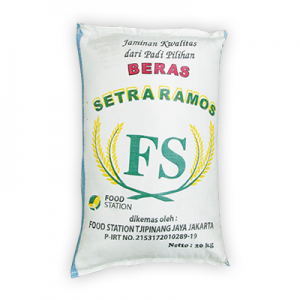 Jaminan Kwalitas
dari Padi Pilihan
BERAS
SETRA RAMOS
FS
FOOD
STATION
dikemas oleh :
FOOD STATION TJIPINANG JAYA JAKARTA
P-IRT NO. 2153172010289-19
Netto : 20 KG